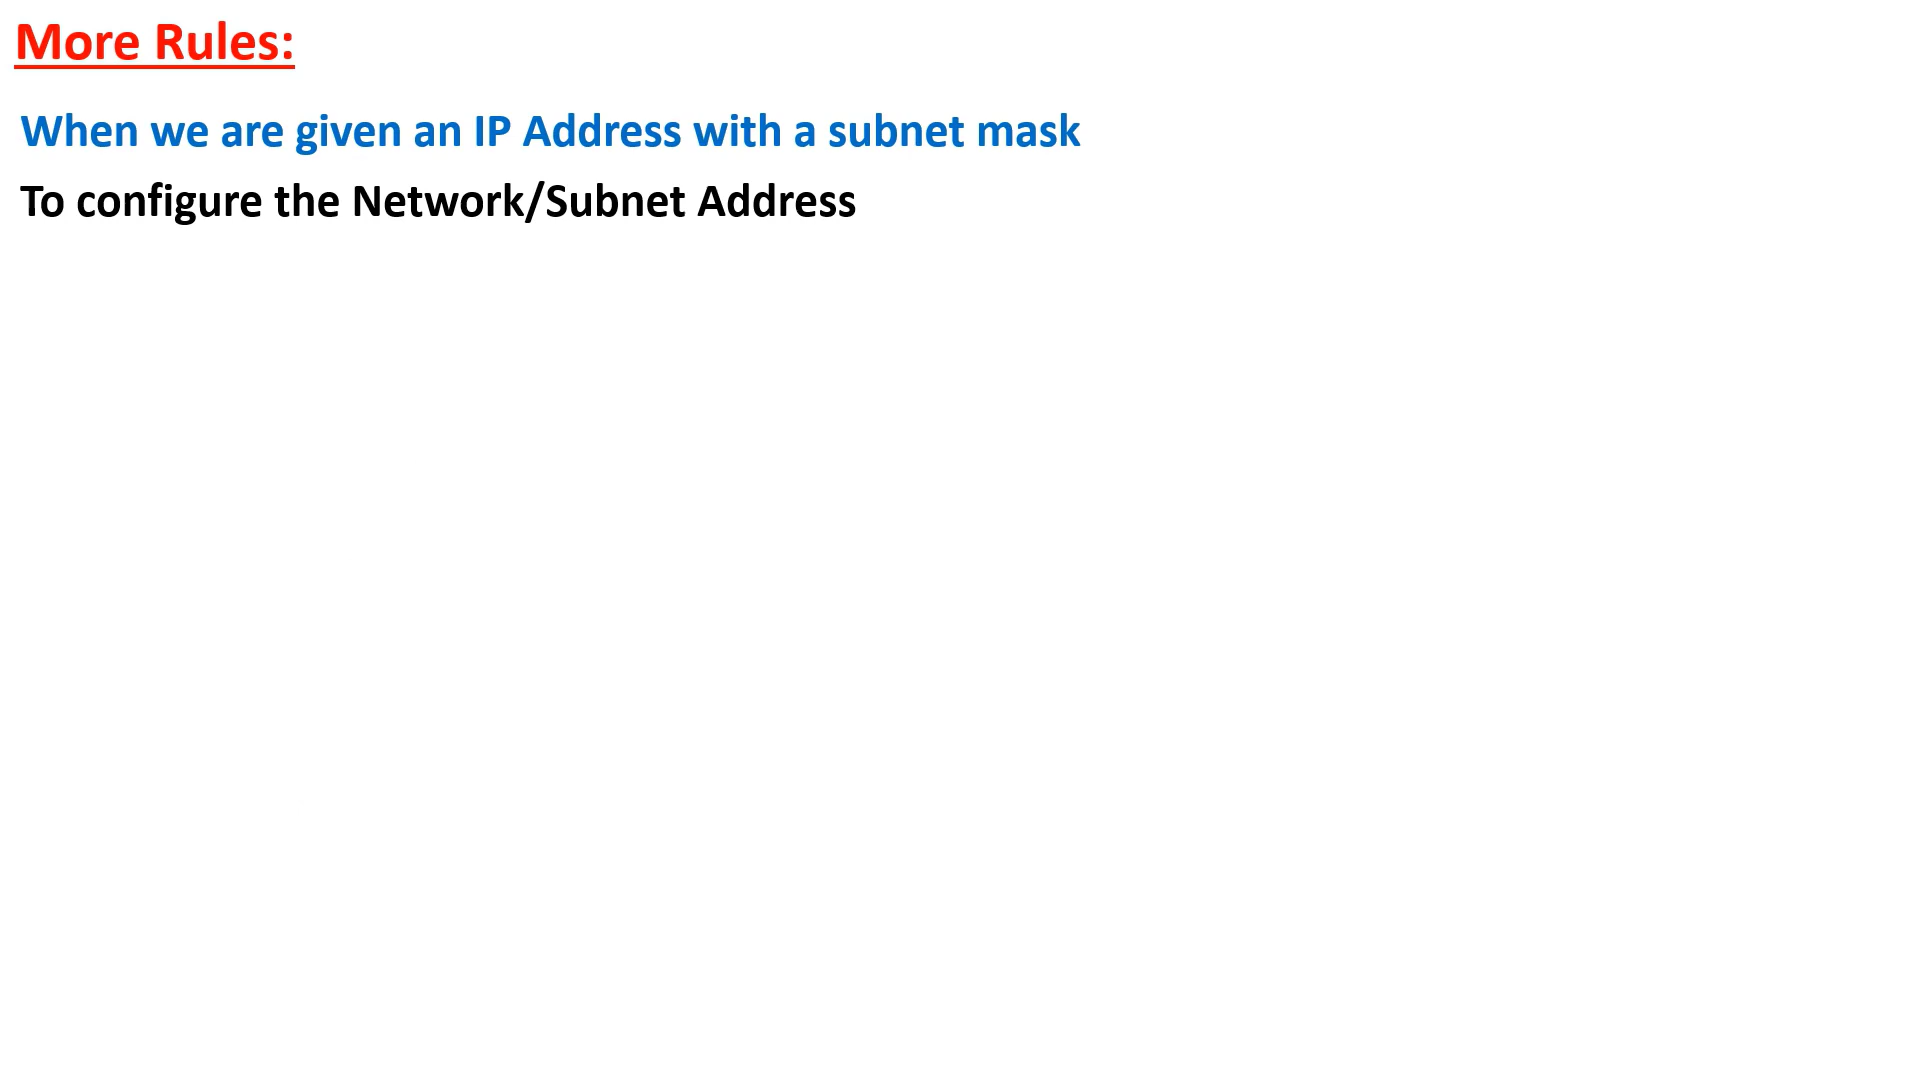 More Rules:
When we are given an IP Address with a subnet mask
To configure the Network/Subnet Address